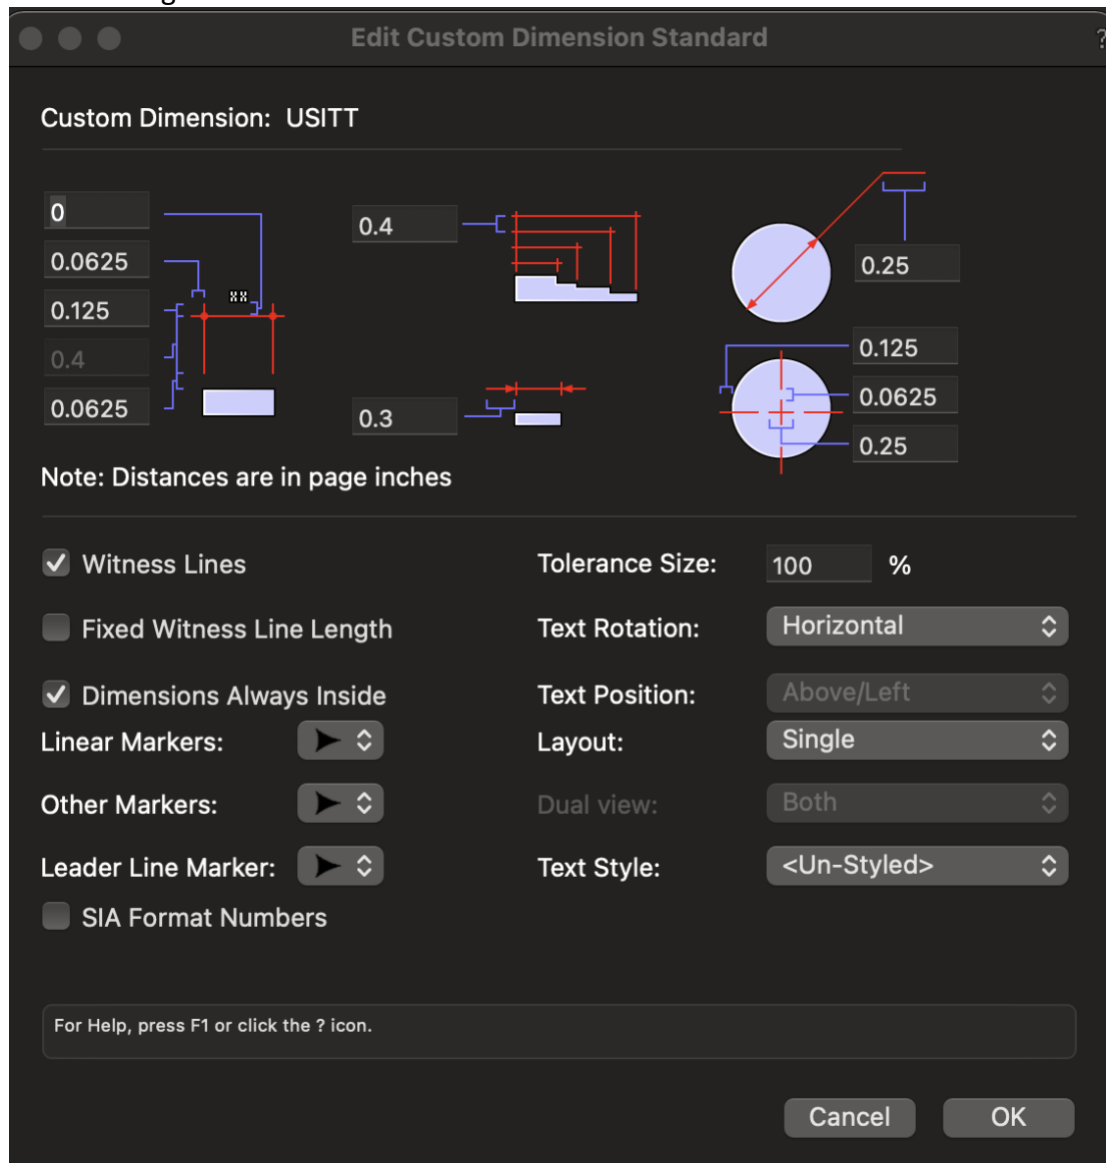 Edit Custom Dimension Standard
?
Custom Dimension: USITT
0
0.0625
0.125
0.4
0.0625
xx
0.4
0.3
0.25
0.125
0.0625
0.25
Note: Distances are in page inches
Witness Lines
Tolerance Size: 100 %
Fixed Witness Line Length
Text Rotation: Horizontal
Dimensions Always Inside
Text Position: Above/Left
Linear Markers:
Layout: Single
Other Markers:
Dual view: Both
Leader Line Marker:
Text Style: <Un-Styled>
SIA Format Numbers
For Help, press F1 or click the ? icon.
Cancel
OK